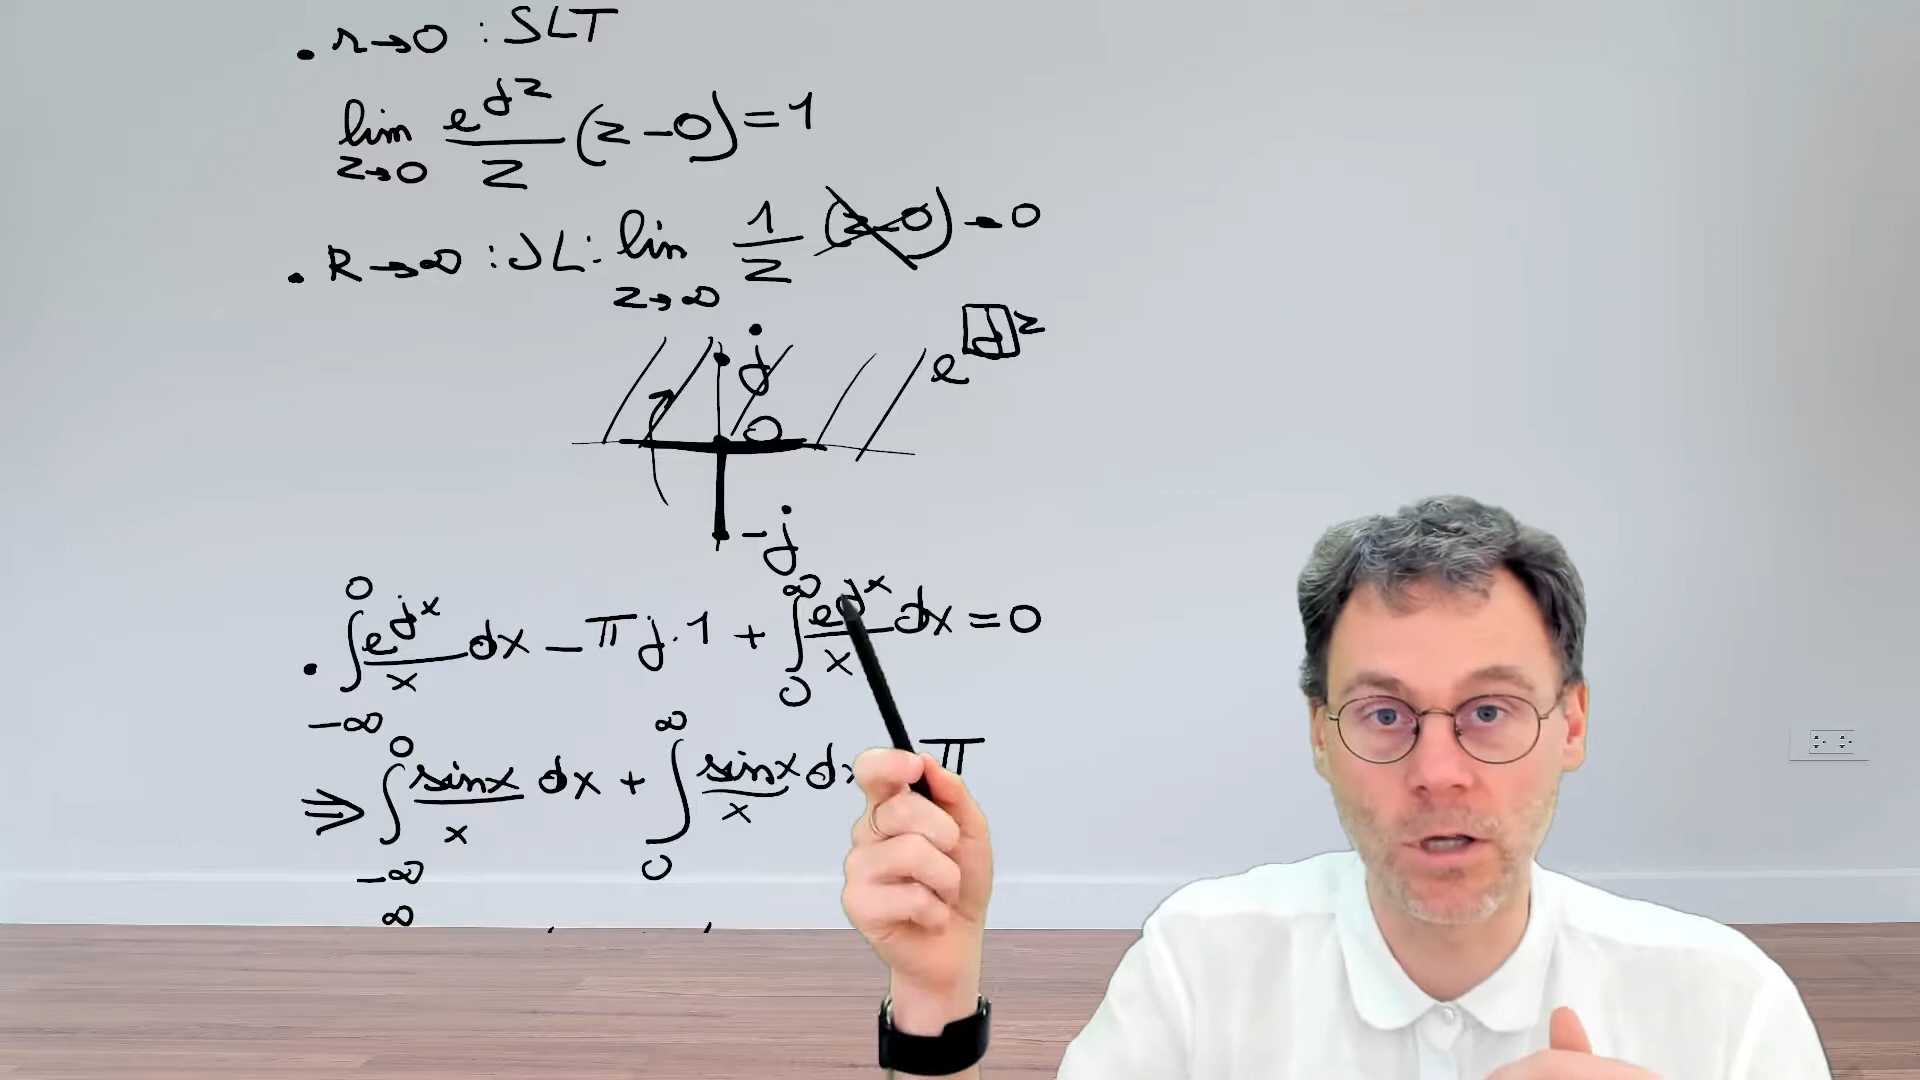 • r→0 : SLT
lim z→0 e^{jz}/z (z-0) = 1
• R→∞ : JL: lim z→∞ 1/z (z-0) → 0
j
e^{jz}
0
-j
• ∫_{-∞}^{0} e^{jx}/x dx - πj·1 + ∫_{0}^{∞} e^{jx}/x dx = 0
⇒ ∫_{-∞}^{0} sinx/x dx + ∫_{0}^{∞} sinx/x dx π
∞